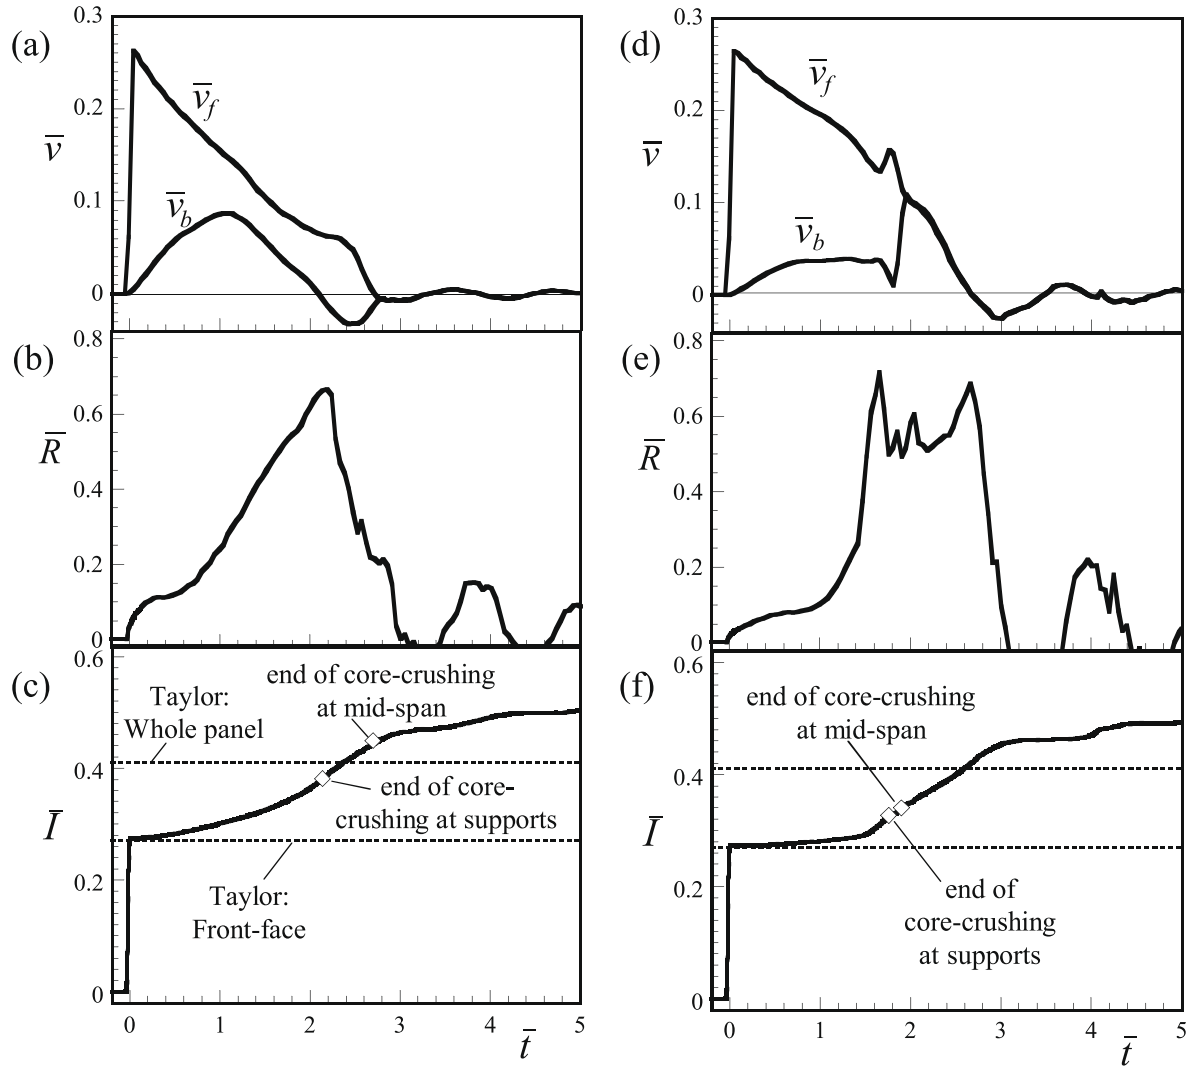 (a)
0.3
0.2
0.1
0
v̅
v̅f
v̅b
(b)
0.8
0.6
0.4
0.2
0
R̅
(c)
0.6
0.4
0.2
0
I̅
Taylor:
Whole panel
end of core-crushing
at mid-span
end of core-
crushing at supports
Taylor:
Front-face
0 1 2 3 4 5
t̅
(d)
0.3
0.2
0.1
0
v̅
v̅f
v̅b
(e)
0.8
0.6
0.4
0.2
0
R̅
(f)
0.6
0.4
0.2
0
I̅
end of core-crushing
at mid-span
end of
core-crushing
at supports
0 1 2 3 4 5
t̅